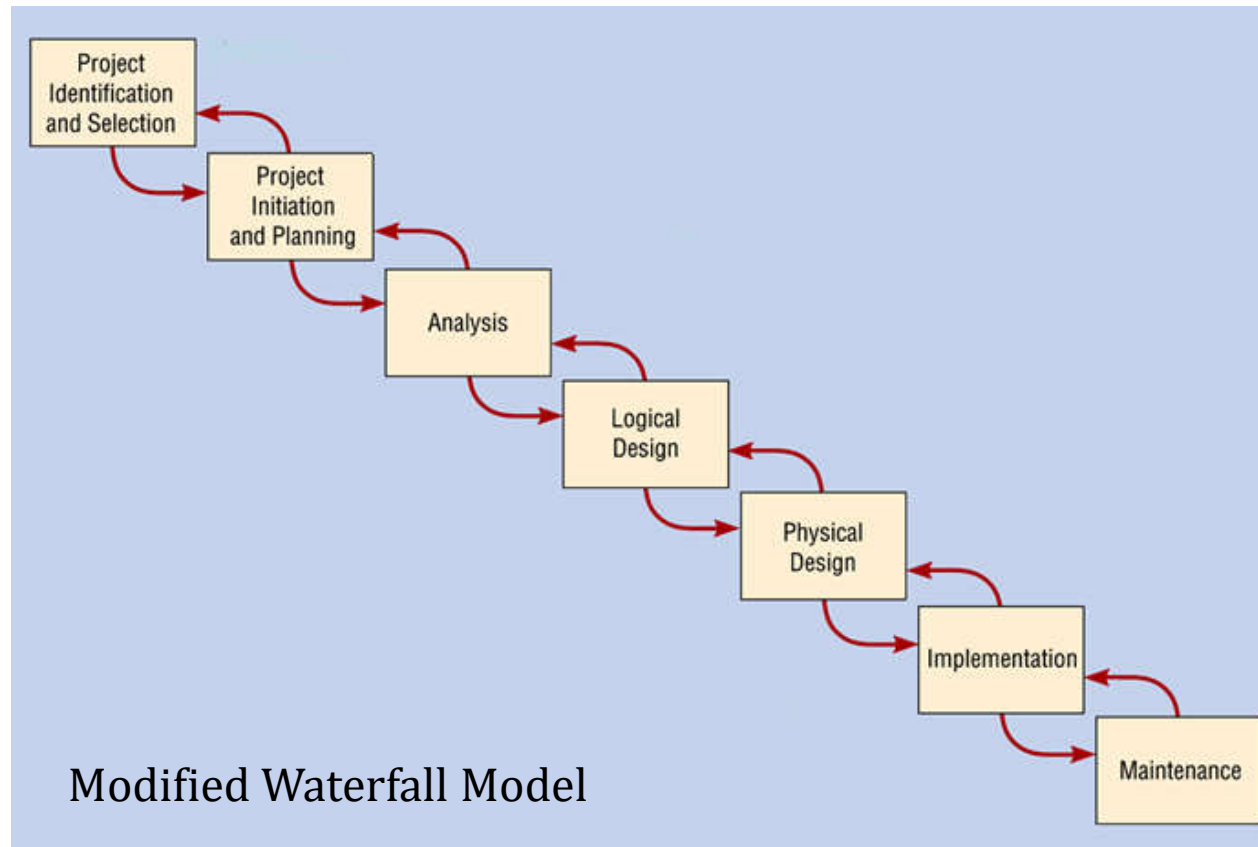 Project
Identification
and Selection
Project
Initiation
and Planning
Analysis
Logical
Design
Physical
Design
Implementation
Maintenance
Modified Waterfall Model